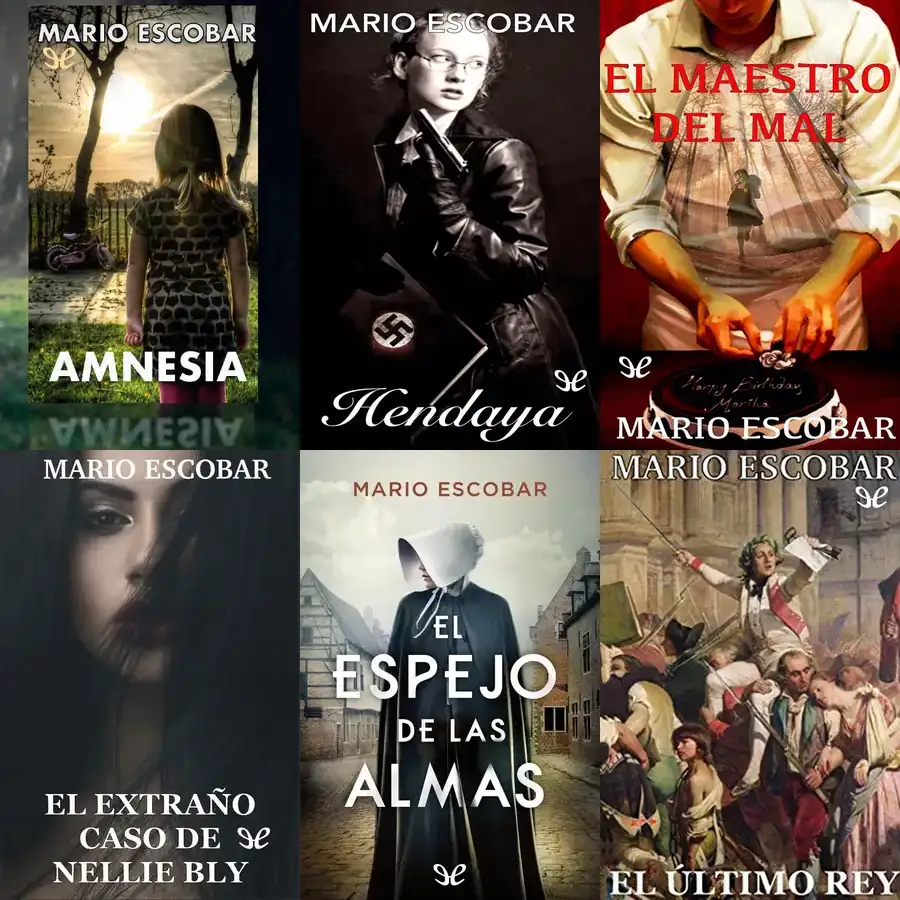 MARIO ESCOBAR
AMNESIA
AMNESIA
MARIO ESCOBAR
Hendaya
EL MAESTRO
DEL MAL
Happy Birthday
Martha
MARIO ESCOBAR
MARIO ESCOBAR
EL EXTRAÑO
CASO DE
NELLIE BLY
MARIO ESCOBAR
EL
ESPEJO
DE LAS
ALMAS
MARIO ESCOBAR
EL ÚLTIMO REY